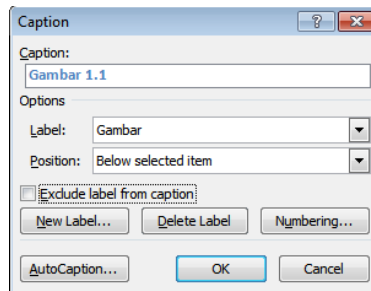 Caption
Caption:
Gambar 1.1
Options
Label: Gambar
Position: Below selected item
Exclude label from caption
New Label... Delete Label Numbering...
AutoCaption... OK Cancel